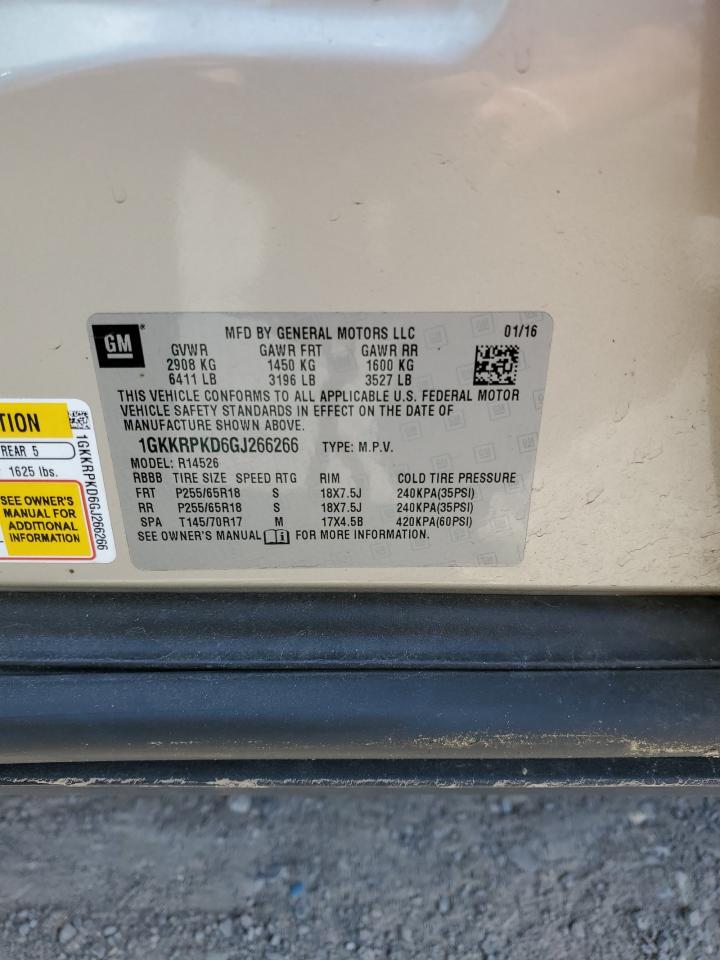 GM ® MFD BY GENERAL MOTORS LLC 01/16
GVWR GAWR FRT GAWR RR
2908 KG 1450 KG 1600 KG
6411 LB 3196 LB 3527 LB
THIS VEHICLE CONFORMS TO ALL APPLICABLE U.S. FEDERAL MOTOR
VEHICLE SAFETY STANDARDS IN EFFECT ON THE DATE OF
MANUFACTURE SHOWN ABOVE.
1GKKRPKD6GJ266266 TYPE: M.P.V.
MODEL: R14526
RBBB TIRE SIZE SPEED RTG RIM COLD TIRE PRESSURE
FRT P255/65R18 S 18X7.5J 240KPA(35PSI)
RR P255/65R18 S 18X7.5J 240KPA(35PSI)
SPA T145/70R17 M 17X4.5B 420KPA(60PSI)
SEE OWNER'S MANUAL FOR MORE INFORMATION.
TION
REAR 5
1625 lbs.
SEE OWNER'S
MANUAL FOR
ADDITIONAL
INFORMATION
1GKKRPKD6GJ266266